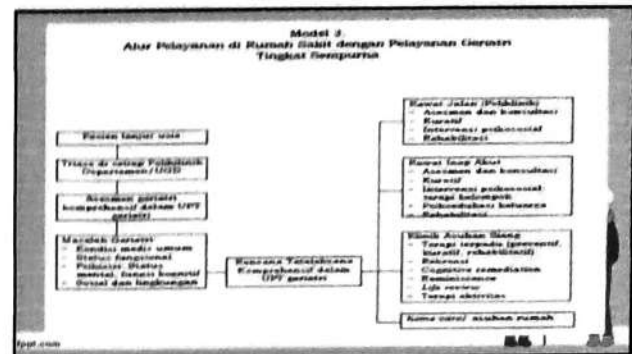 Model 3
Alur Pelayanan di Rumah Sakit dengan Pelayanan Geriatri
Tingkat Sempurna
Pasien lanjut usia
Triase di setiap Poliklinik
Departemen/UGD
Asesmen geriatri
komprehensif dalam UPT
geriatri
Masalah Geriatri
- Kondisi medis umum
- Status fungsional
- Psikiatri: Status
mental, fungsi kognitif
- Sosial dan lingkungan
Rencana Tatalaksana
Komprehensif dalam
UPT geriatri
Rawat Jalan (Poliklinik)
- Asesmen dan konsultasi
- Kuratif
- Intervensi psikososial
- Rehabilitasi
Rawat Inap Akut
- Asesmen dan konsultasi
- Kuratif
- Intervensi psikososial
terapi kelompok
- Psikoedukasi keluarga
- Rehabilitasi
Klinik Asuhan Siang
- Terapi terpadu (preventif,
kuratif, rehabilitatif)
- Rekreasi
- Cognitive remediation
- Reminiscence
- Life review
- Terapi aktivitas
Home care/ asuhan rumah
fppt.com